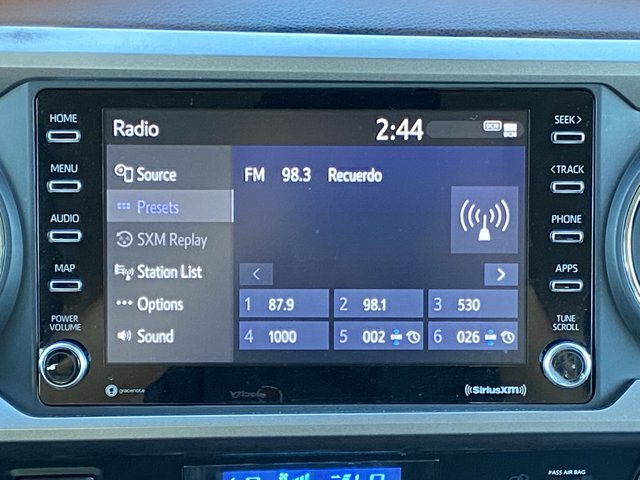 HOME
MENU
AUDIO
MAP
POWER
VOLUME
Radio
2:44
DCM
DCM
Source
Presets
SXM Replay
Station List
Options
Sound
FM 98.3 Recuerdo
1 87.9
2 98.1
3 530
4 1000
5 002
6 026
SEEK>
<TRACK
PHONE
APPS
TUNE
SCROLL
gracenote
((SiriusXM))
PASS AIR BAG